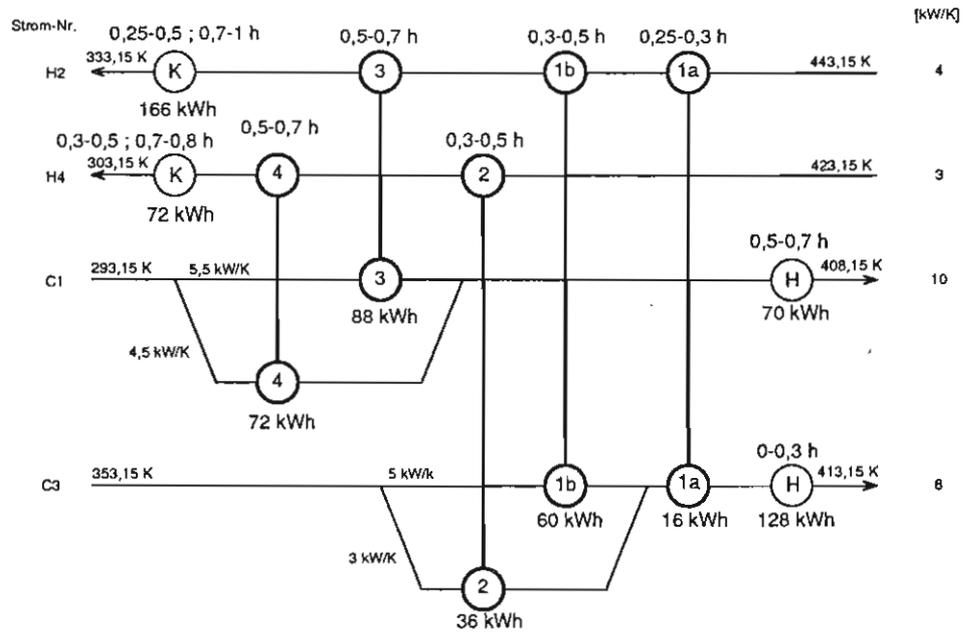 Strom-Nr.
[kW/K]
0,25-0,5 ; 0,7-1 h
0,5-0,7 h
0,3-0,5 h
0,25-0,3 h
H2
333,15 K
K
3
1b
1a
443,15 K
4
166 kWh
0,3-0,5 ; 0,7-0,8 h
0,5-0,7 h
0,3-0,5 h
H4
303,15 K
K
4
2
423,15 K
3
72 kWh
0,5-0,7 h
C1
293,15 K
5,5 kW/K
3
H
408,15 K
10
88 kWh
70 kWh
4,5 kW/K
4
72 kWh
0-0,3 h
C3
353,15 K
5 kW/k
1b
1a
H
413,15 K
8
60 kWh
16 kWh
128 kWh
3 kW/K
2
36 kWh